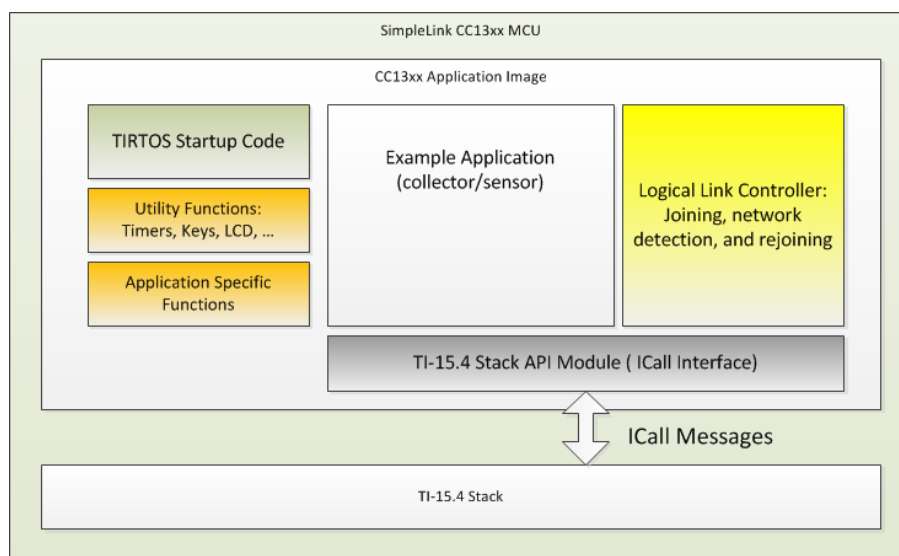 SimpleLink CC13xx MCU
CC13xx Application Image
TIRTOS Startup Code
Utility Functions:
Timers, Keys, LCD, ...
Application Specific
Functions
Example Application
(collector/sensor)
Logical Link Controller:
Joining, network
detection, and rejoining
TI-15.4 Stack API Module ( ICall Interface)
ICall Messages
TI-15.4 Stack